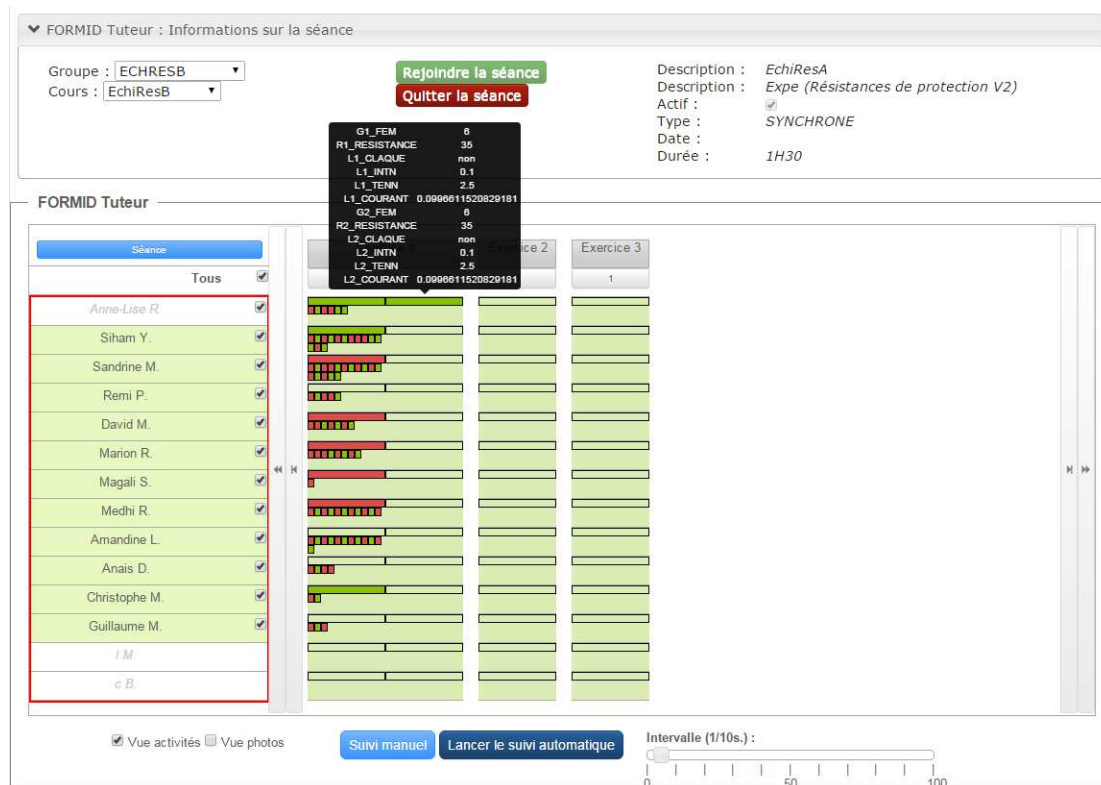 FORMID Tuteur : Informations sur la séance
Groupe : ECHRESB
Cours : EchiResB
Rejoindre la séance
Quitter la séance
Description : EchiResA
Description : Expe (Résistances de protection V2)
Actif :
Type : SYNCHRONE
Date :
Durée : 1H30
G1_FEM 6
R1_RESISTANCE 35
L1_CLAQUE non
L1_INTN 0.1
L1_TENN 2.5
L1_COURANT 0.0996611520829181
G2_FEM 6
R2_RESISTANCE 35
L2_CLAQUE non
L2_INTN 0.1
L2_TENN 2.5
L2_COURANT 0.0996611520829181
FORMID Tuteur
Séance
Exercice 3
Tous
1
Anne-Lise R.
Siham Y.
Sandrine M.
Remi P.
David M.
Marion R.
Magali S.
Medhi R.
Amandine L.
Anais D.
Christophe M.
Guillaume M.
I M.
c B.
Vue activités Vue photos
Suivi manuel
Lancer le suivi automatique
Intervalle (1/10s.) :
0 50 100